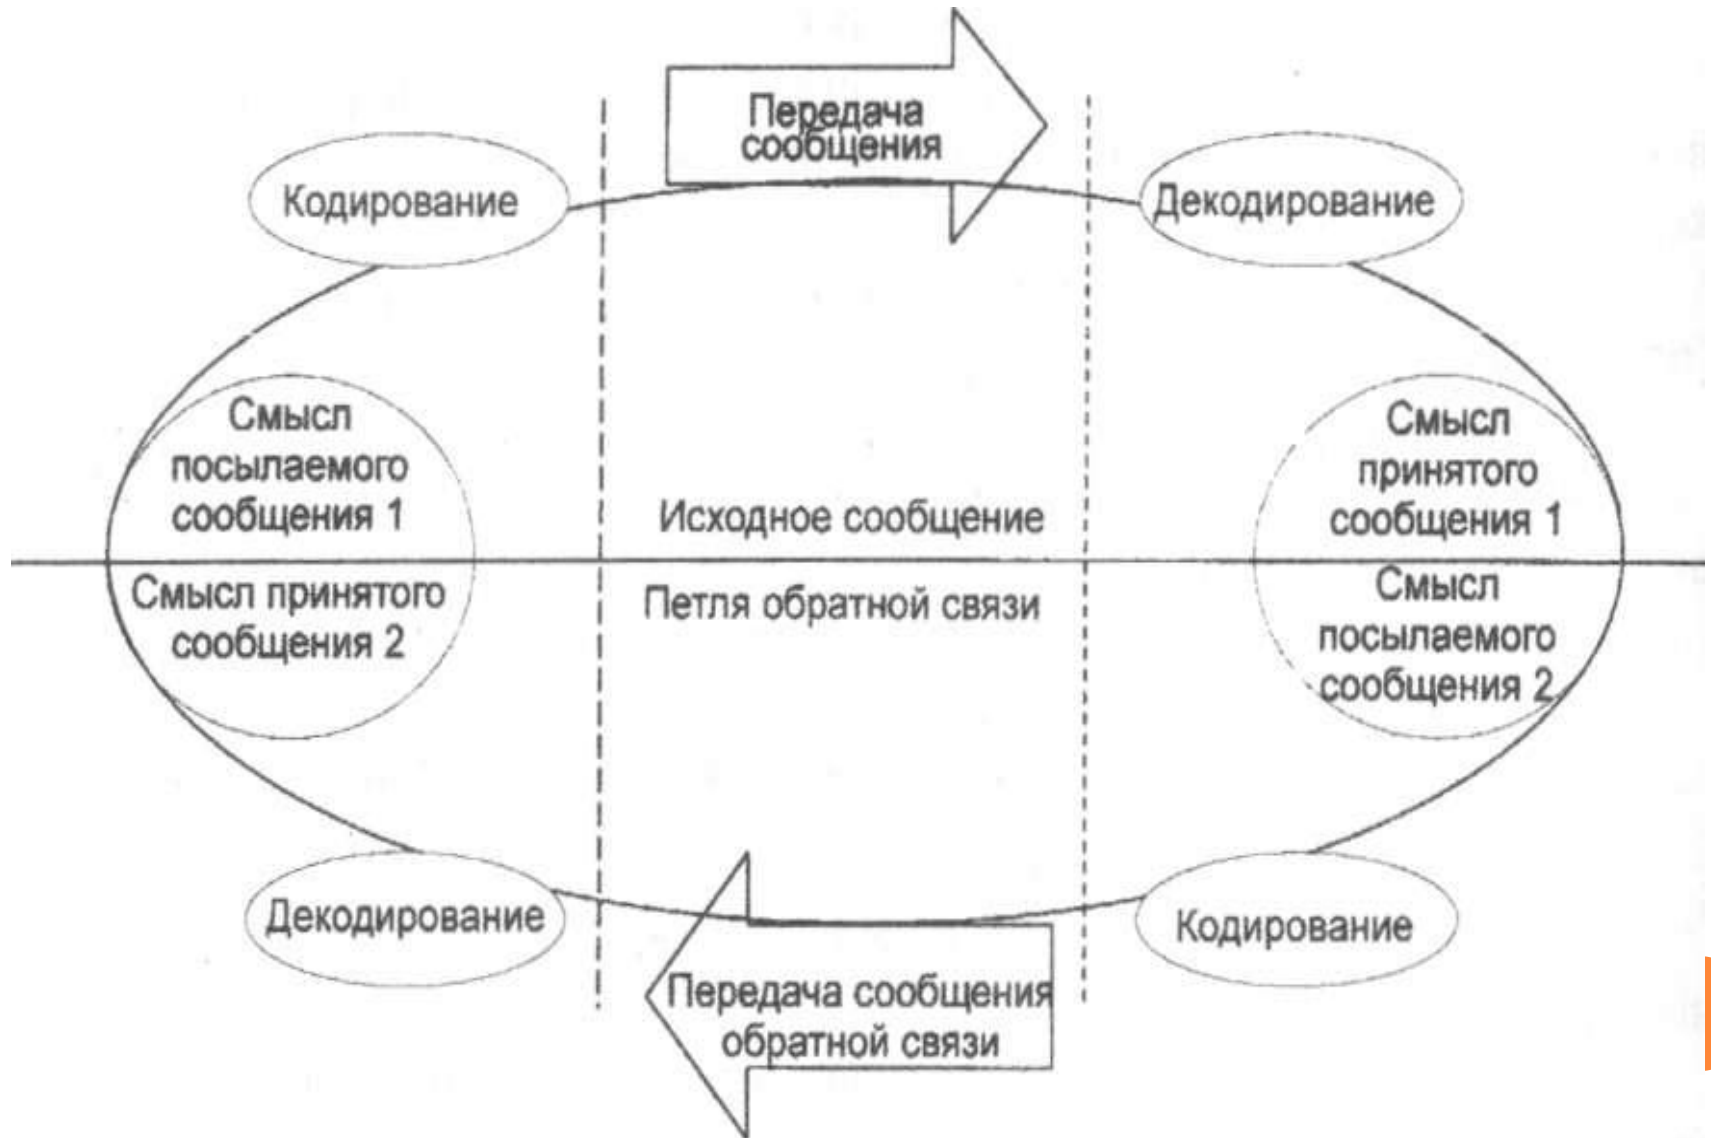 Передача
сообщения
Кодирование
Декодирование
Смысл
посылаемого
сообщения 1
Смысл
принятого
сообщения 1
Исходное сообщение
Петля обратной связи
Смысл принятого
сообщения 2
Смысл
посылаемого
сообщения 2
Декодирование
Кодирование
Передача сообщения
обратной связи